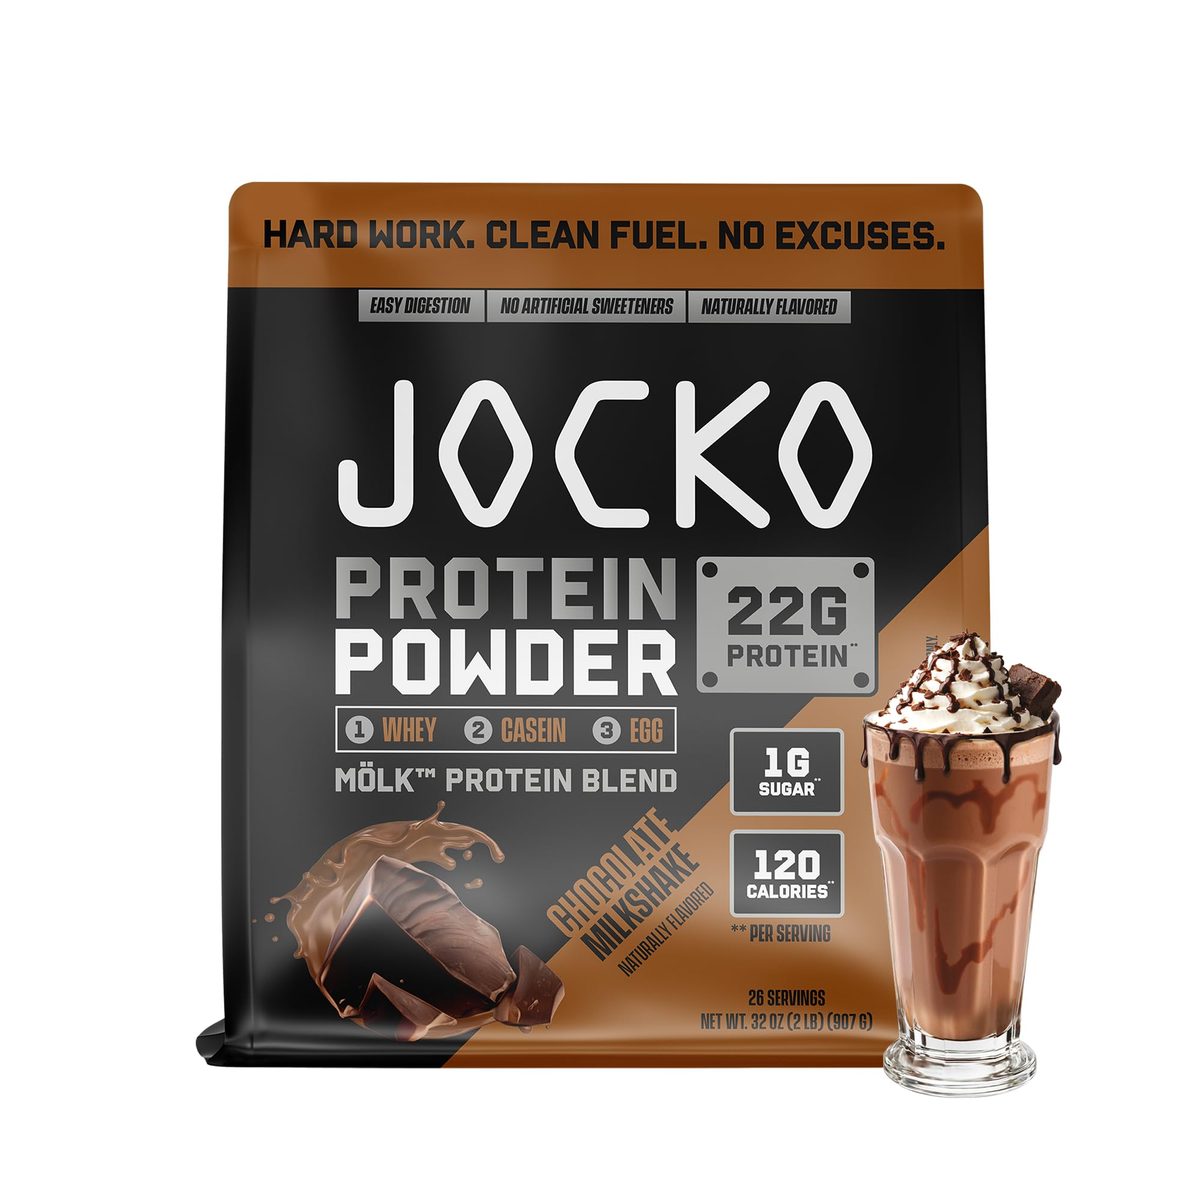 HARD WORK. CLEAN FUEL. NO EXCUSES.
EASY DIGESTION
NO ARTIFICIAL SWEETENERS
NATURALLY FLAVORED
JOCKO
PROTEIN
POWDER
22G
PROTEIN**
1 WHEY 2 CASEIN 3 EGG
MÖLK™ PROTEIN BLEND
1G
SUGAR**
120
CALORIES**
** PER SERVING
CHOCOLATE
MILKSHAKE
NATURALLY FLAVORED
26 SERVINGS
NET WT. 32 OZ (2 LB) (907 G)